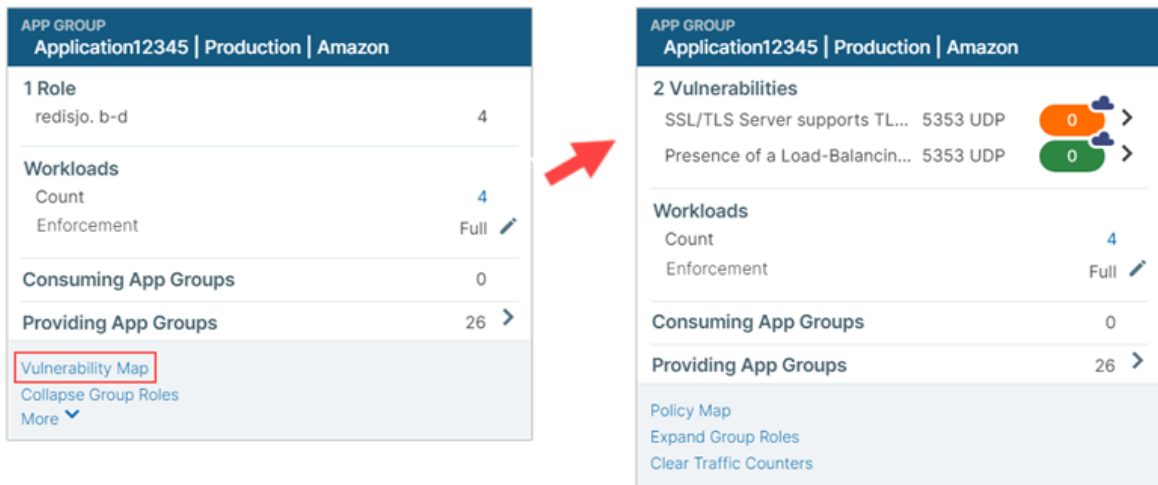 APP GROUP
Application12345 | Production | Amazon
1 Role
redisjo. b-d 4
Workloads
Count 4
Enforcement Full
Consuming App Groups 0
Providing App Groups 26
Vulnerability Map
Collapse Group Roles
More
APP GROUP
Application12345 | Production | Amazon
2 Vulnerabilities
SSL/TLS Server supports TL... 5353 UDP 0
Presence of a Load-Balancin... 5353 UDP 0
Workloads
Count 4
Enforcement Full
Consuming App Groups 0
Providing App Groups 26
Policy Map
Expand Group Roles
Clear Traffic Counters